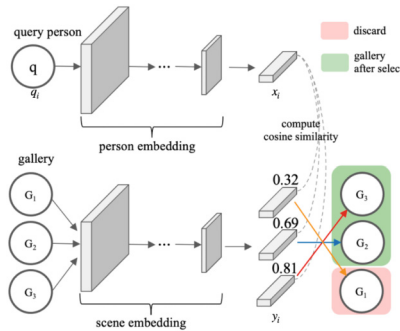 query person
q
qi
...
xi
person embedding
discard
gallery
after selec
compute
cosine similarity
gallery
G1
G2
G3
...
0.32
0.69
0.81
yi
scene embedding
G3
G2
G1